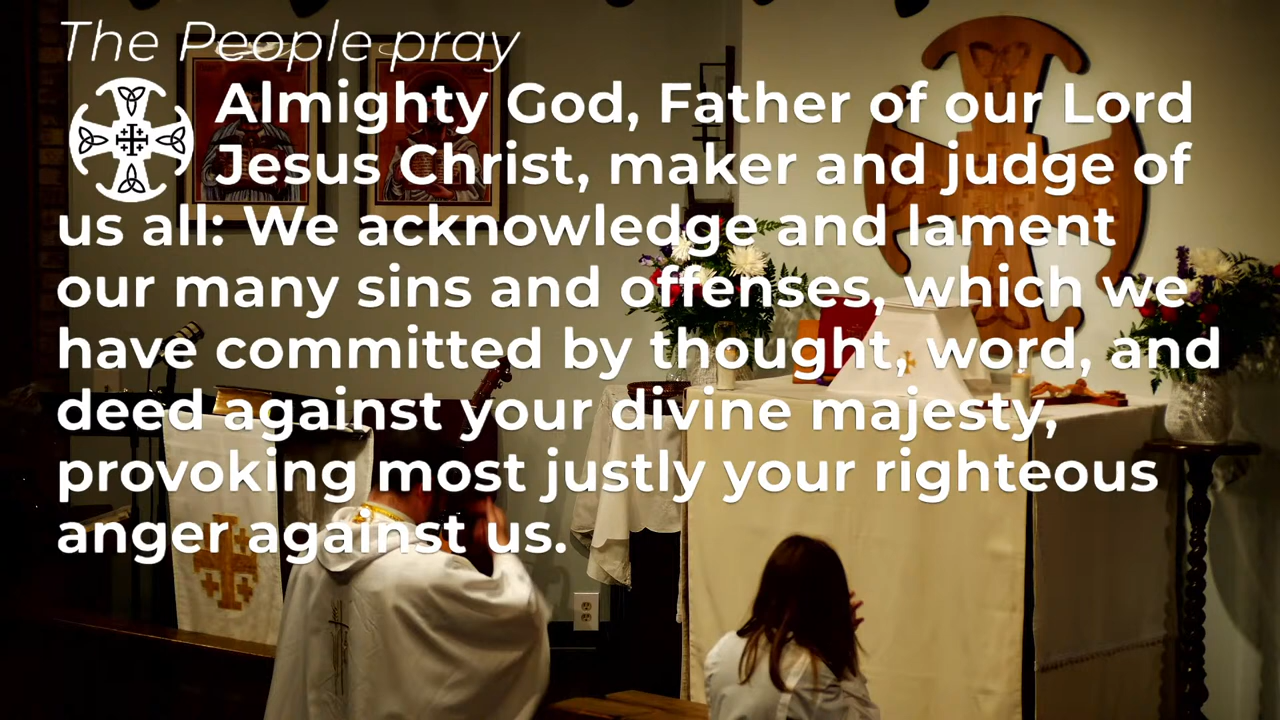 The People pray
Almighty God, Father of our Lord
Jesus Christ, maker and judge of
us all: We acknowledge and lament
our many sins and offenses, which we
have committed by thought, word, and
deed against your divine majesty,
provoking most justly your righteous
anger against us.